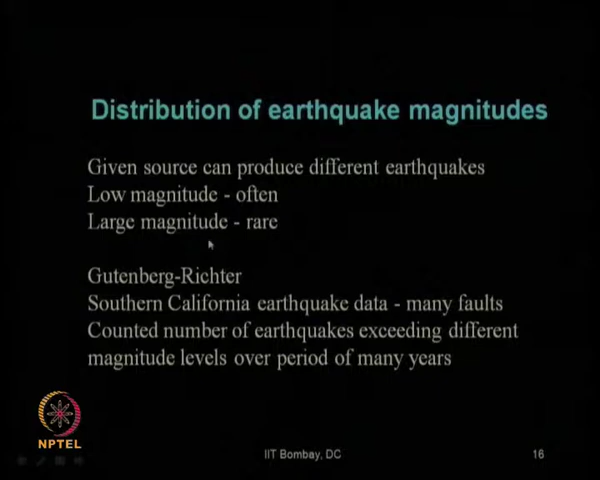 Distribution of earthquake magnitudes
Given source can produce different earthquakes
Low magnitude - often
Large magnitude - rare
Gutenberg-Richter
Southern California earthquake data - many faults
Counted number of earthquakes exceeding different
magnitude levels over period of many years
NPTEL
IIT Bombay, DC
16